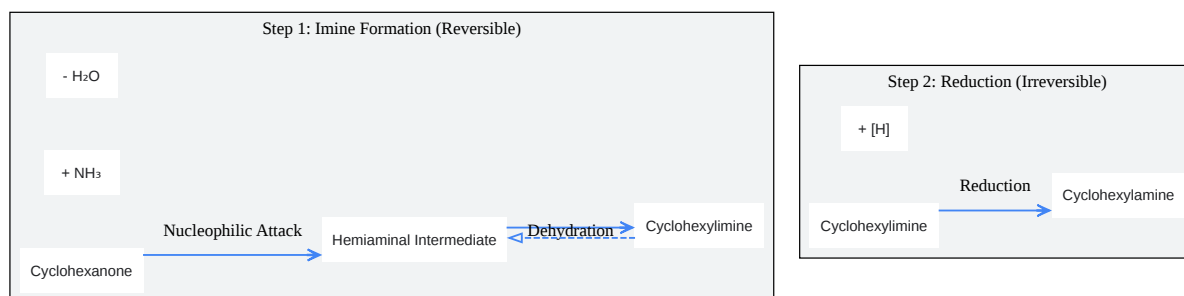 Step 1: Imine Formation (Reversible)
- H₂O
+ NH₃
Nucleophilic Attack
Dehydration
Cyclohexanone
Hemiaminal Intermediate
Cyclohexylimine
Step 2: Reduction (Irreversible)
+ [H]
Reduction
Cyclohexylimine
Cyclohexylamine